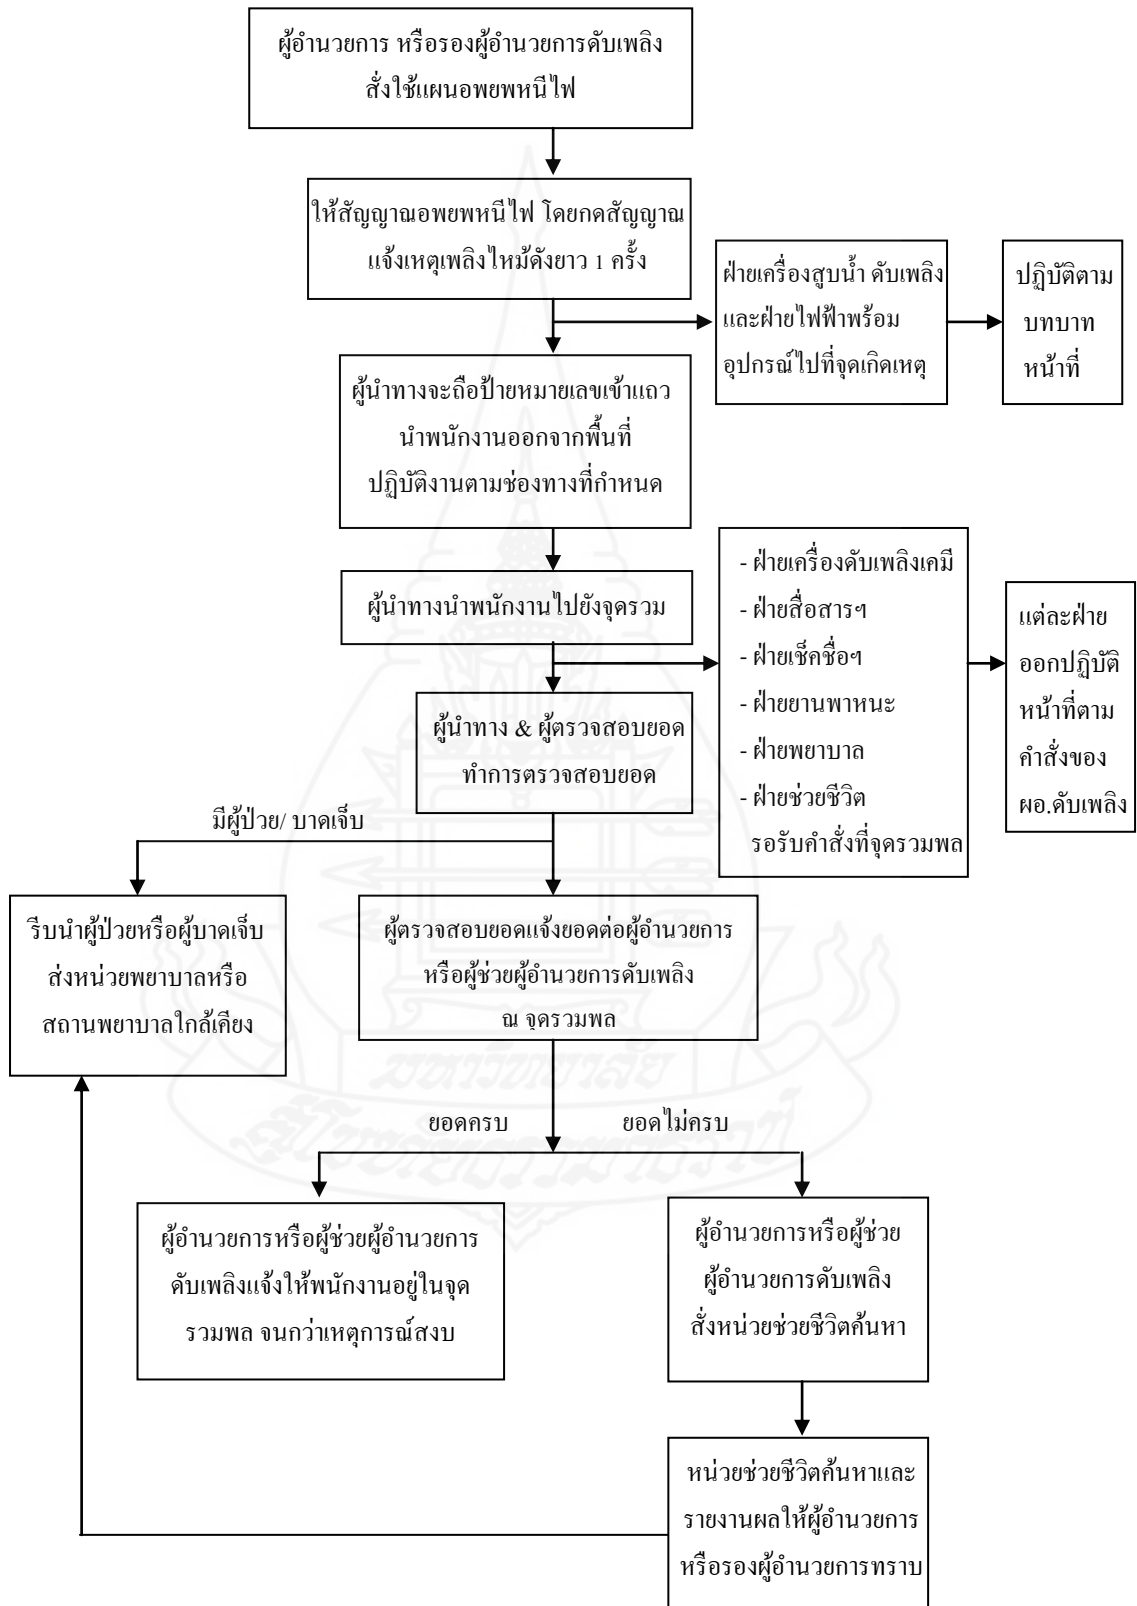 ผู้อำนวยการ หรือรองผู้อำนวยการดับเพลิง
สั่งใช้แผนอพยพหนีไฟ
ให้สัญญาณอพยพหนีไฟ โดยกดสัญญาณ
แจ้งเหตุเพลิงไหม้ดังยาว 1 ครั้ง
ฝ่ายเครื่องสูบน้ำ ดับเพลิง
และฝ่ายไฟฟ้าพร้อม
อุปกรณ์ไปที่จุดเกิดเหตุ
ปฏิบัติตาม
บทบาท
หน้าที่
ผู้นำทางจะถือป้ายหมายเลขเข้าแถว
นำพนักงานออกจากพื้นที่
ปฏิบัติงานตามช่องทางที่กำหนด
ผู้นำทางนำพนักงานไปยังจุดรวม
- ฝ่ายเครื่องดับเพลิงเคมี
- ฝ่ายสื่อสารฯ
- ฝ่ายเช็คชื่อฯ
- ฝ่ายยานพาหนะ
- ฝ่ายพยาบาล
- ฝ่ายช่วยชีวิต
รอรับคำสั่งที่จุดรวมพล
แต่ละฝ่าย
ออกปฏิบัติ
หน้าที่ตาม
คำสั่งของ
ผอ.ดับเพลิง
ผู้นำทาง & ผู้ตรวจสอบยอด
ทำการตรวจสอบยอด
มีผู้ป่วย/ บาดเจ็บ
รีบนำผู้ป่วยหรือผู้บาดเจ็บ
ส่งหน่วยพยาบาลหรือ
สถานพยาบาลใกล้เคียง
ผู้ตรวจสอบยอดแจ้งยอดต่อผู้อำนวยการ
หรือผู้ช่วยผู้อำนวยการดับเพลิง
ณ จุดรวมพล
มหาวิทยาลัย
สุโขทัยธรรมาธิราช
ยอดครบ
ยอดไม่ครบ
ผู้อำนวยการหรือผู้ช่วยผู้อำนวยการ
ดับเพลิงแจ้งให้พนักงานอยู่ในจุด
รวมพล จนกว่าเหตุการณ์สงบ
ผู้อำนวยการหรือผู้ช่วย
ผู้อำนวยการดับเพลิง
สั่งหน่วยช่วยชีวิตค้นหา
หน่วยช่วยชีวิตค้นหาและ
รายงานผลให้ผู้อำนวยการ
หรือรองผู้อำนวยการทราบ